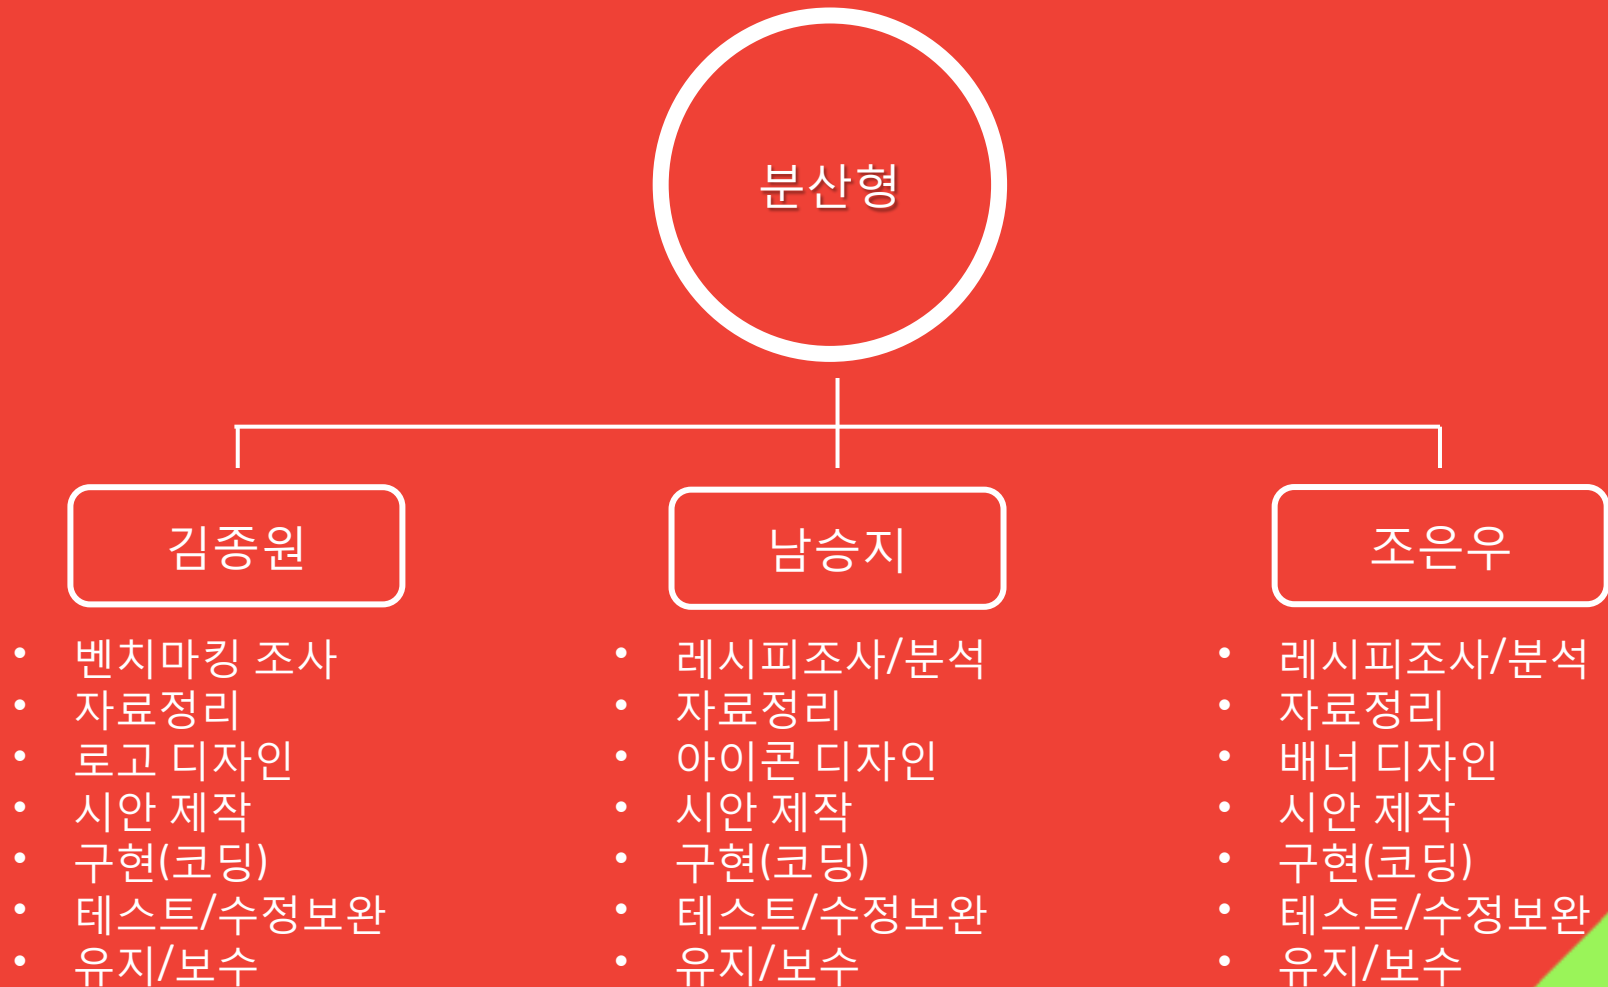 분산형
김종원
• 벤치마킹 조사
• 자료정리
• 로고 디자인
• 시안 제작
• 구현(코딩)
• 테스트/수정보완
• 유지/보수
남승지
• 레시피조사/분석
• 자료정리
• 아이콘 디자인
• 시안 제작
• 구현(코딩)
• 테스트/수정보완
• 유지/보수
조은우
• 레시피조사/분석
• 자료정리
• 배너 디자인
• 시안 제작
• 구현(코딩)
• 테스트/수정보완
• 유지/보수